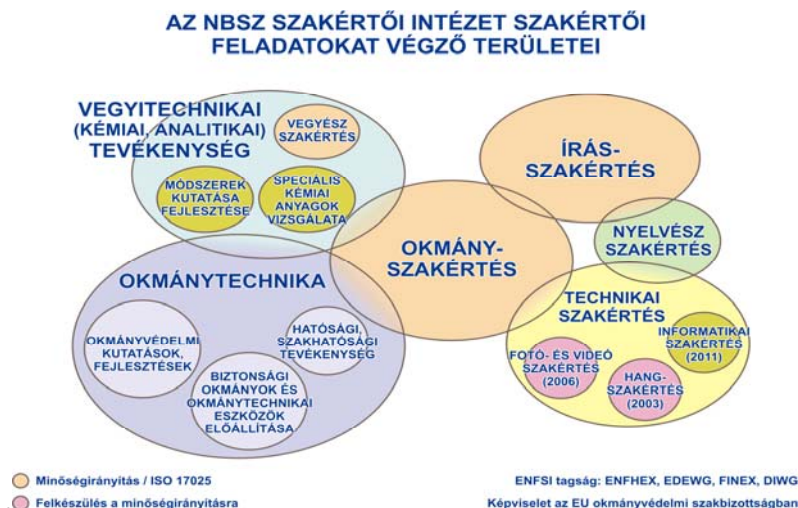 AZ NBSZ SZAKÉRTŐI INTÉZET SZAKÉRTŐI
FELADATOKAT VÉGZŐ TERÜLETEI
VEGYITECHNIKAI
(KÉMIAI, ANALITIKAI)
TEVÉKENYSÉG
VEGYÉSZ
SZAKÉRTÉS
MÓDSZEREK
KUTATÁSA
FEJLESZTÉSE
SPECIÁLIS
KÉMIAI
ANYAGOK
VIZSGÁLATA
ÍRÁS-
SZAKÉRTÉS
NYELVÉSZ
SZAKÉRTÉS
OKMÁNY-
SZAKÉRTÉS
OKMÁNYTECHNIKA
OKMÁNYVÉDELMI
KUTATÁSOK,
FEJLESZTÉSEK
HATÓSÁGI,
SZAKHATÓSÁGI
TEVÉKENYSÉG
BIZTONSÁGI
OKMÁNYOK ÉS
OKMÁNYTECHNIKAI
ESZKÖZÖK
ELŐÁLLÍTÁSA
TECHNIKAI
SZAKÉRTÉS
INFORMATIKAI
SZAKÉRTÉS
(2011)
FOTÓ- ÉS VIDEÓ
SZAKÉRTÉS
(2006)
HANG-
SZAKÉRTÉS
(2003)
Minőségirányítás / ISO 17025
Felkészülés a minőségirányításra
ENFSI tagság: ENFHEX, EDEWG, FINEX, DIWG
Képviselet az EU okmányvédelmi szakbizottságban